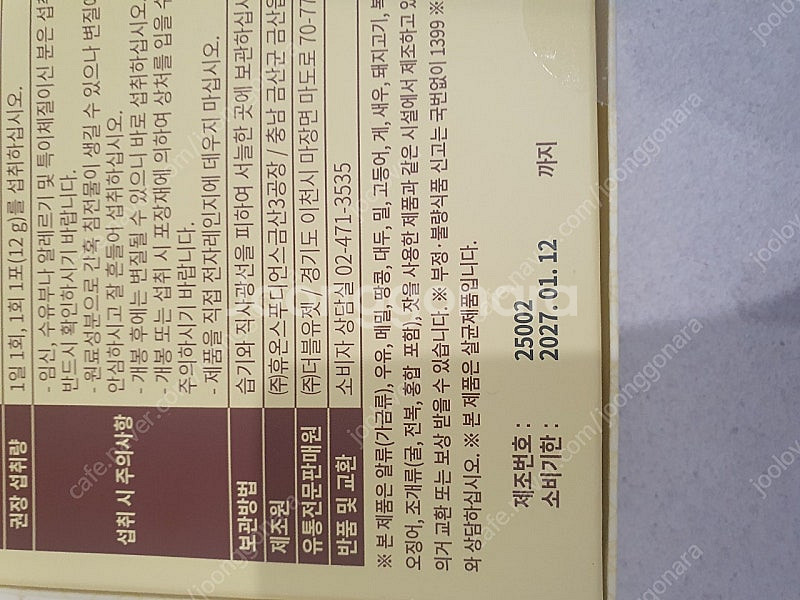 권장 섭취량
1일 1회, 1회 1포(12 g)를 섭취하십시오.
섭취 시 주의사항
- 임신, 수유부나 알레르기 및 특이체질이신 분은 섭취
반드시 확인하시기 바랍니다.
- 원료성분으로 간혹 침전물이 생길 수 있으나 변질이
안심하시고 잘 흔들어 섭취하십시오.
- 개봉 후에는 변질될 수 있으니 바로 섭취하십시오.
- 개봉 또는 섭취 시 포장재에 의하여 상처를 입을 수
주의하시기 바랍니다.
- 제품을 직접 전자레인지에 데우지 마십시오.
보관방법
습기와 직사광선을 피하여 서늘한 곳에 보관하십시
제조원
㈜휴온스푸디언스금산3공장 / 충남 금산군 금산읍
유통전문판매원
㈜더블유젯 / 경기도 이천시 마장면 마도로 70-77
반품 및 교환
소비자 상담실 02-471-3535
※ 본 제품은 알류(가금류), 우유, 메밀, 땅콩, 대두, 밀, 고등어, 게, 새우, 돼지고기, 복
오징어, 조개류(굴, 전복, 홍합 포함), 잣을 사용한 제품과 같은 시설에서 제조하고 있
의거 교환 또는 보상 받을 수 있습니다. ※ 부정·불량식품 신고는 국번없이 1399 ※
와 상담하십시오. ※ 본 제품은 살균제품입니다.
제조번호 : 25002
소비기한 : 2027. 01. 12 까지
joonggonara
cafe.naver.com/joonggonara